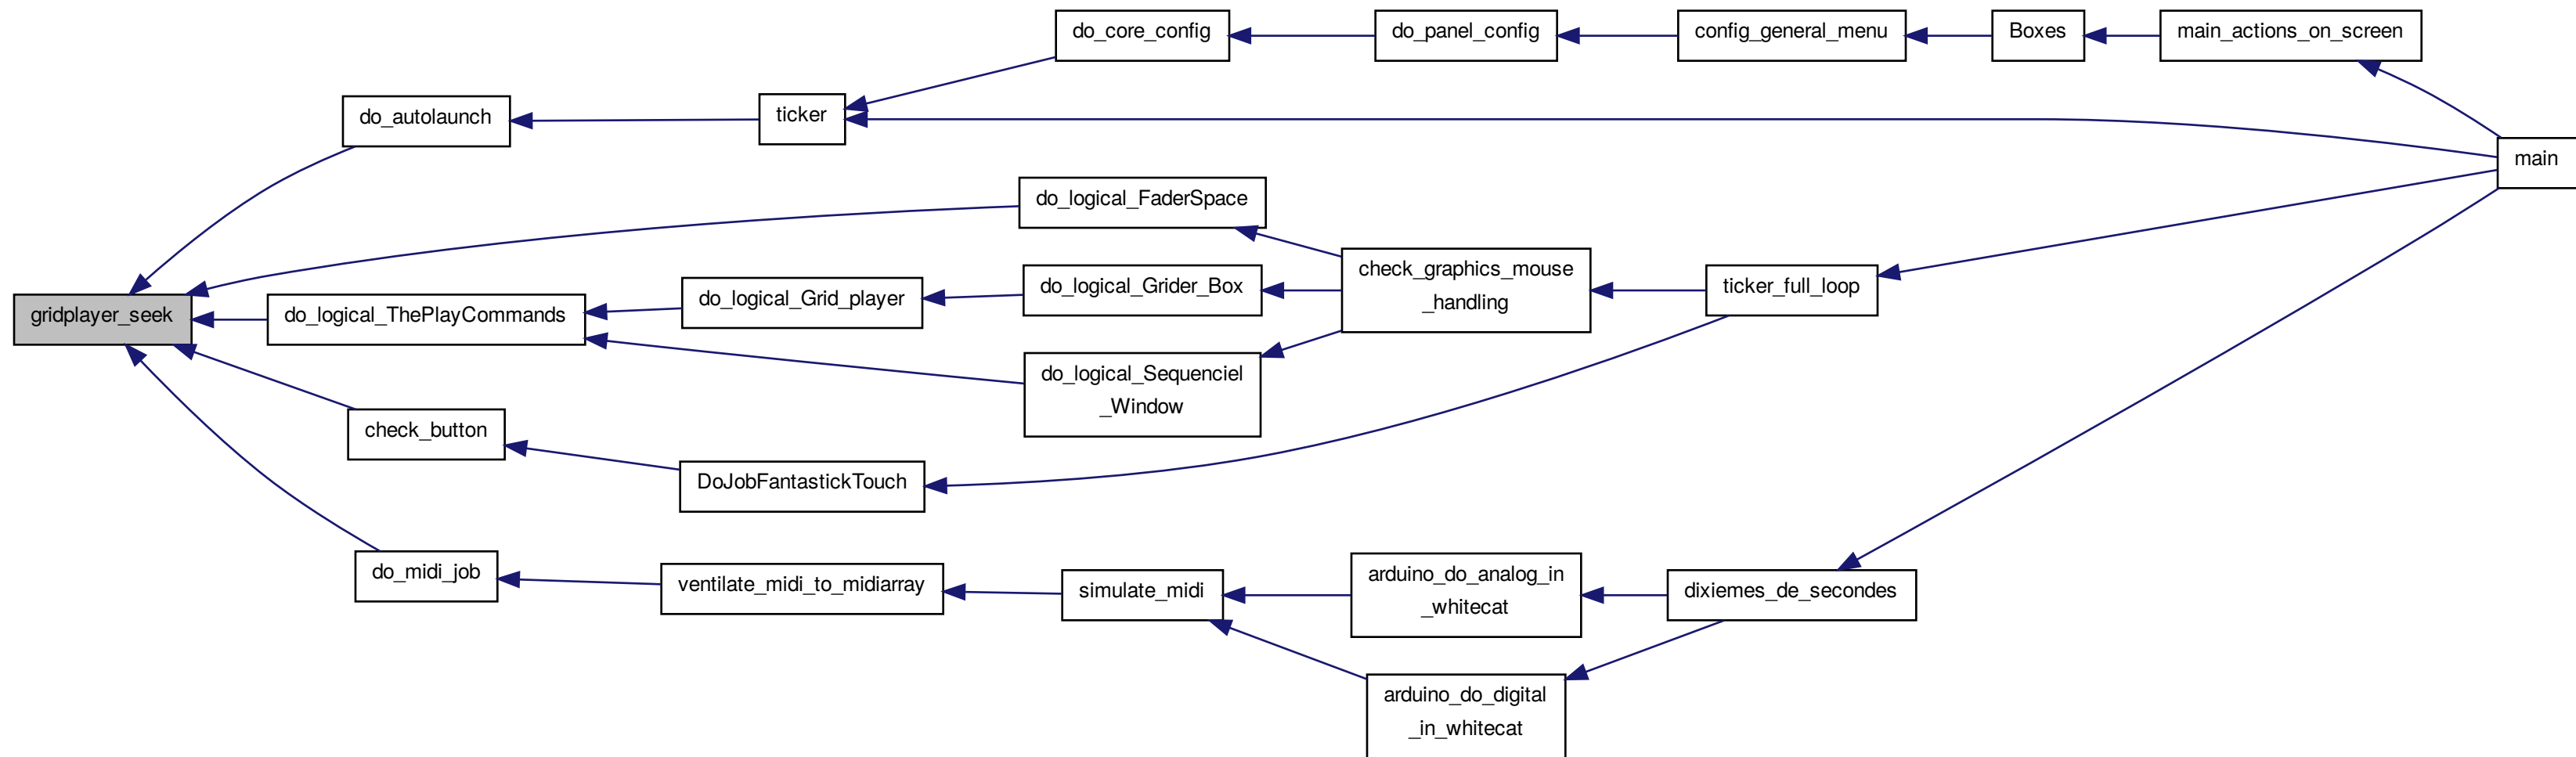 do_core_config
do_panel_config
config_general_menu
Boxes
main_actions_on_screen
do_autolaunch
ticker
main
do_logical_FaderSpace
gridplayer_seek
do_logical_ThePlayCommands
do_logical_Grid_player
do_logical_Grider_Box
check_graphics_mouse
_handling
ticker_full_loop
do_logical_Sequenciel
_Window
check_button
DoJobFantastickTouch
do_midi_job
ventilate_midi_to_midiarray
simulate_midi
arduino_do_analog_in
_whitecat
dixiemes_de_secondes
arduino_do_digital
_in_whitecat